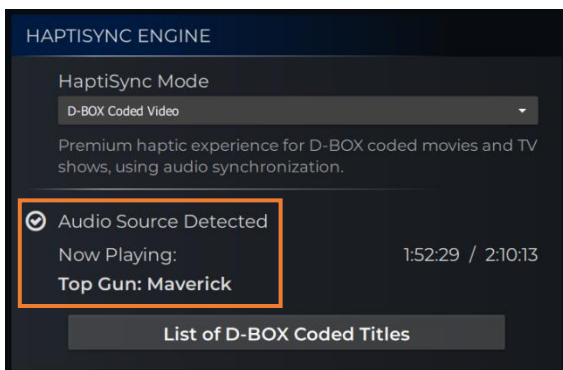 HAPTISYNC ENGINE
HaptiSync Mode
D-BOX Coded Video
Premium haptic experience for D-BOX coded movies and TV
shows, using audio synchronization.
Audio Source Detected
Now Playing: 1:52:29 / 2:10:13
Top Gun: Maverick
List of D-BOX Coded Titles